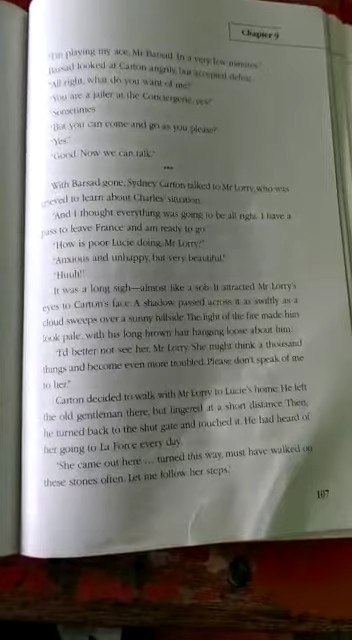 Chapter 9
"I'm playing my ace, Mr Barsad. In a very few minutes."
Barsad looked at Carton angrily, but accepted defeat.
"All right, what do you want of me?"
"You are a jailer at the Conciergerie, yes?"
"Sometimes."
"But you can come and go as you please?"
"Yes."
"Good. Now we can talk."
***
With Barsad gone, Sydney Carton talked to Mr Lorry, who was
to learn about Charles' situation.
"And I thought everything was going to be all right. I have a
pass to leave France and am ready to go."
"How is poor Lucie doing, Mr Lorry?"
"Anxious and unhappy, but very beautiful."
"Huuh!"
It was a long sigh—almost like a sob. It attracted Mr Lorry's
eyes to Carton's face. A shadow passed across it as swiftly as a
cloud sweeps over a sunny hillside. The light of the fire made him
look pale, with his long brown hair hanging loose about him.
"I'd better not see her, Mr Lorry. She might think a thousand
things and become even more troubled. Please don't speak of me
to her."
Carton decided to walk with Mr Lorry to Lucie's home. He left
the old gentleman there, but lingered at a short distance. Then,
he turned back to the shut gate and touched it. He had heard of
her going to La Force every day.
"She came out here ... turned this way, must have walked on
these stones often. Let me follow her steps."
107